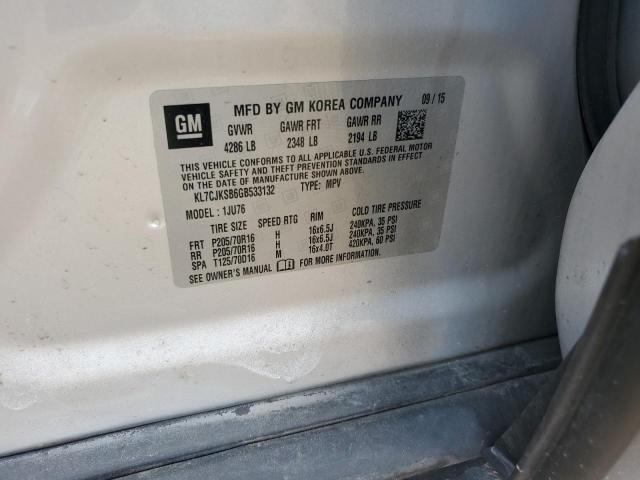 GM
MFD BY GM KOREA COMPANY 09/15
GVWR GAWR FRT GAWR RR
4286 LB 2348 LB 2194 LB
THIS VEHICLE CONFORMS TO ALL APPLICABLE U.S. FEDERAL MOTOR
VEHICLE SAFETY AND THEFT PREVENTION STANDARDS IN EFFECT
ON THE DATE OF MANUFACTURE SHOWN ABOVE.
KL7CJKSB6GB533132 TYPE: MPV
MODEL: 1JU76
TIRE SIZE SPEED RTG RIM COLD TIRE PRESSURE
FRT P205/70R16 H 16x6.5J 240KPA, 35 PSI
RR P205/70R16 H 16x6.5J 240KPA, 35 PSI
SPA T125/70D16 M 16x4.0T 420KPA, 60 PSI
SEE OWNER'S MANUAL FOR MORE INFORMATION